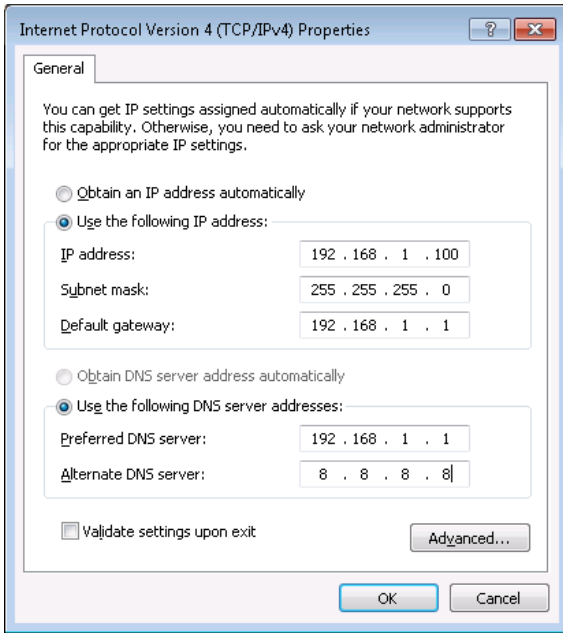 Internet Protocol Version 4 (TCP/IPv4) Properties
General
You can get IP settings assigned automatically if your network supports
this capability. Otherwise, you need to ask your network administrator
for the appropriate IP settings.
Obtain an IP address automatically
Use the following IP address:
IP address: 192 . 168 . 1 . 100
Subnet mask: 255 . 255 . 255 . 0
Default gateway: 192 . 168 . 1 . 1
Obtain DNS server address automatically
Use the following DNS server addresses:
Preferred DNS server: 192 . 168 . 1 . 1
Alternate DNS server: 8 . 8 . 8 . 8
Validate settings upon exit
Advanced...
OK Cancel